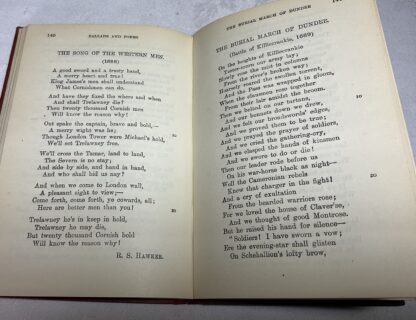 140
BALLADS AND POEMS
THE SONG OF THE WESTERN MEN.
(1688)
A good sword and a trusty hand,
A merry heart and true!
King James's men shall understand
What Cornishmen can do.
And have they fixed the where and when
And shall Trelawney die?
Then twenty thousand Cornish bold
Will know the reason why!
Out spake the captain, brave and bold,—
A merry wight was he:
Though London Tower were Michael's hold, 10
We'll set Trelawney free.
We'll cross the Tamar, land to land,
The Severn is no stay;
And side by side, and hand in hand,
And who shall bid us nay?
And when we come to London wall,
A pleasant sight to view;—
Come forth, come forth, ye cowards, all;
Here are better men than you! 20
Trelawney he's in keep in hold,
Trelawney he may die,
But twenty thousand Cornish bold
Will know the reason why!
R. S. HAWKER.
THE BURIAL MARCH OF DUNDEE
THE BURIAL MARCH OF DUNDEE.
(Battle of Killiecrankie, 1689)
On the heights of Killiecrankie
Yester-morn our army lay;
Slowly rose the mist in columns
From the river's broken way;
Hoarsely roared the swollen torrent,
And the Pass was wrapped in gloom,
When the clansmen rose together
From their lair amidst the broom.
Then we belted on our tartans,
And our bonnets down we drew,
And we felt our broadswords' edges,
And we proved them to be true;
And we prayed the prayer of soldiers,
And we cried the gathering-cry,
And we clasped the hands of kinsmen
And we swore to do or die!
Then our leader rode before us
On his war-horse black as night—
Well the Cameronian rebels
Knew that charger in the fight! 20
And a cry of exultation
From the bearded warriors rose;
For we loved the house of Claver'se,
And we thought of good Montrose.
But he raised his hand for silence—
"Soldiers! I have sworn a vow;
Ere the evening-star shall glisten
On Schehallion's lofty brow,